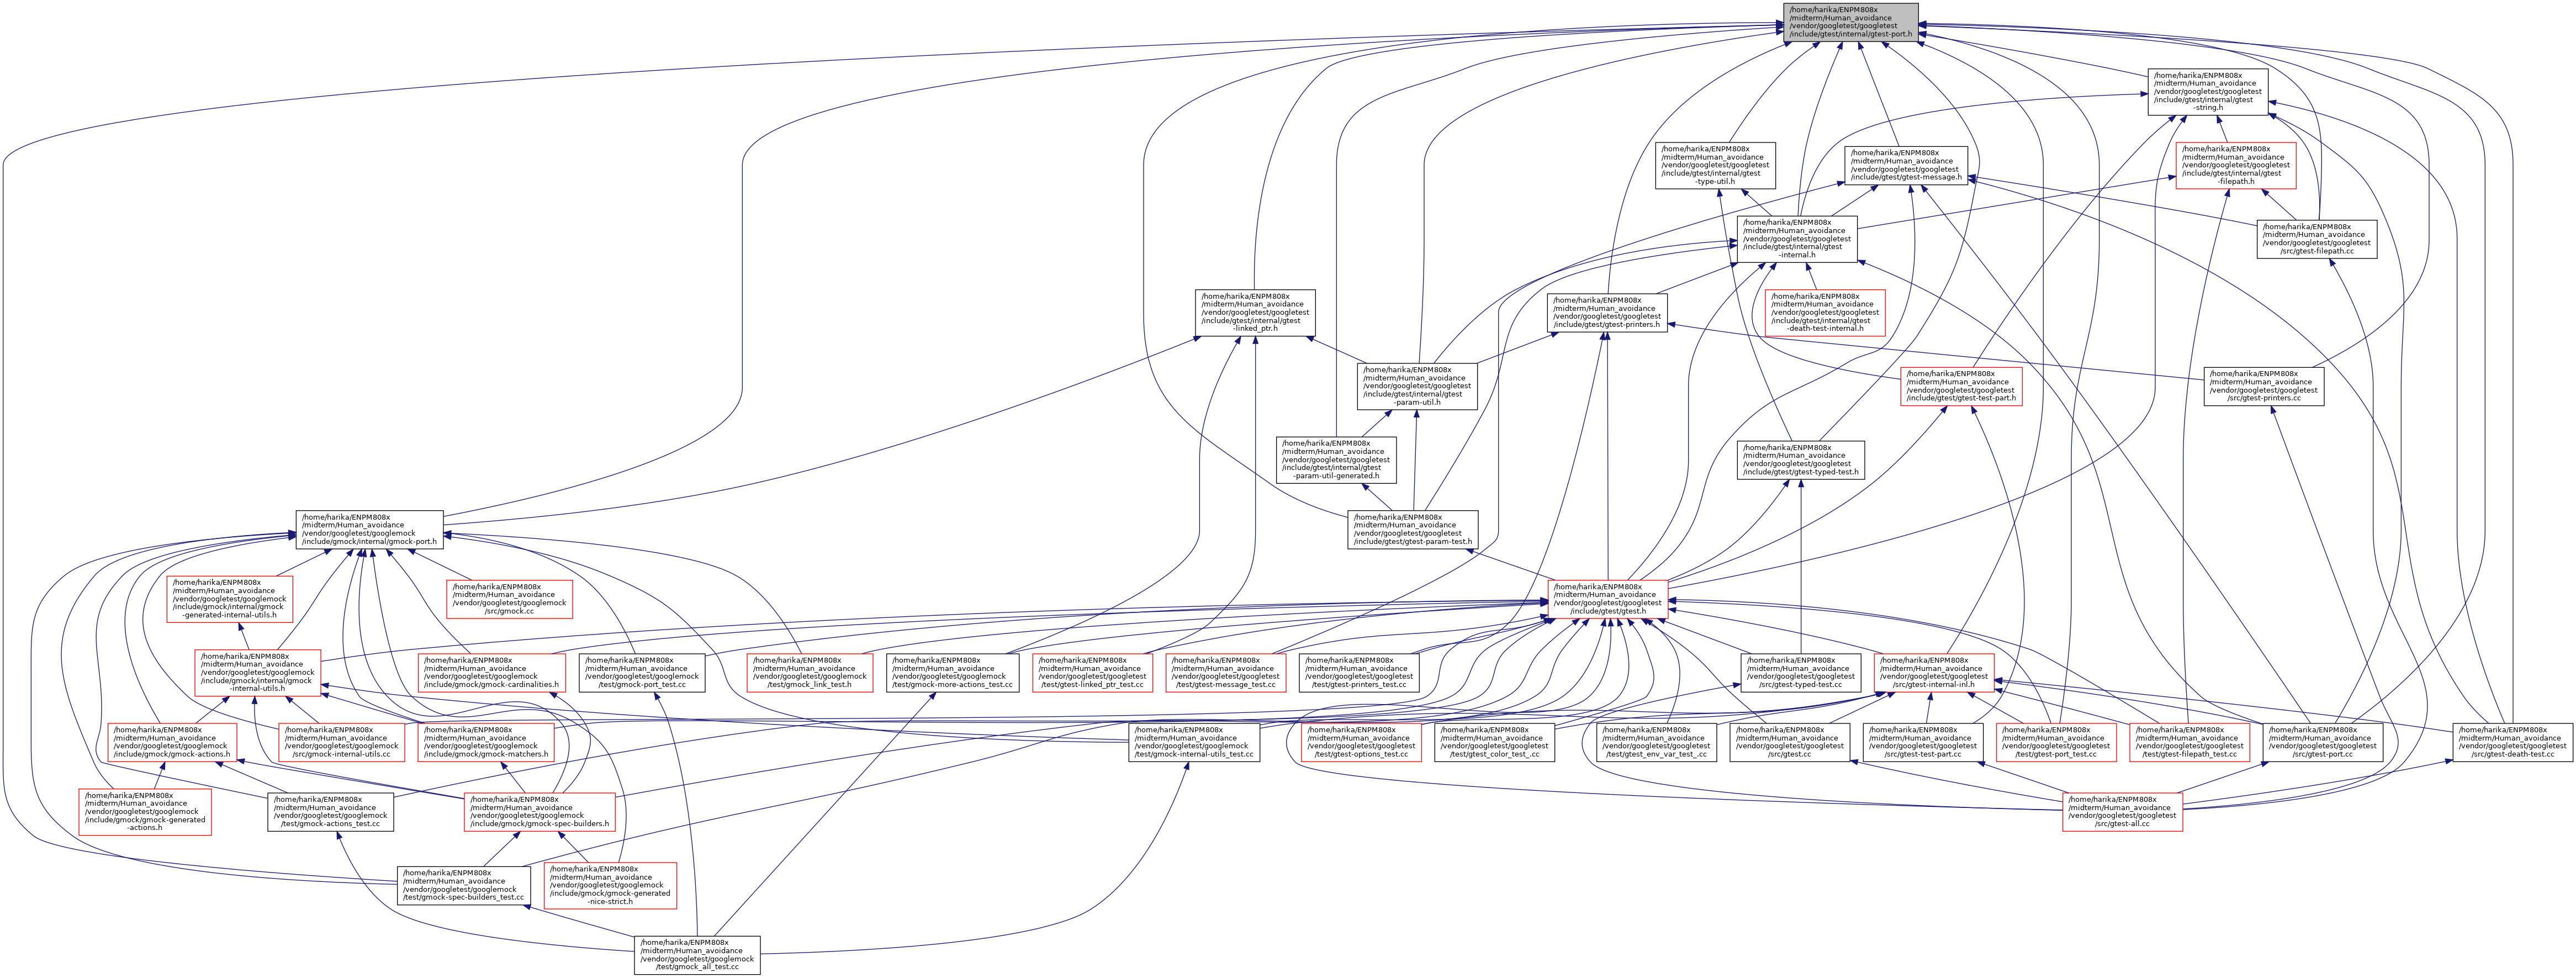 /home/harika/ENPM808x
/midterm/Human_avoidance
/vendor/googletest/googletest
/include/gtest/internal/gtest-port.h
/home/harika/ENPM808x
/midterm/Human_avoidance
/vendor/googletest/googletest
/include/gtest/internal/gtest
-string.h
/home/harika/ENPM808x
/midterm/Human_avoidance
/vendor/googletest/googletest
/include/gtest/internal/gtest
-type-util.h
/home/harika/ENPM808x
/midterm/Human_avoidance
/vendor/googletest/googletest
/include/gtest/gtest-message.h
/home/harika/ENPM808x
/midterm/Human_avoidance
/vendor/googletest/googletest
/include/gtest/internal/gtest
-filepath.h
/home/harika/ENPM808x
/midterm/Human_avoidance
/vendor/googletest/googletest
/include/gtest/internal/gtest
-internal.h
/home/harika/ENPM808x
/midterm/Human_avoidance
/vendor/googletest/googletest
/src/gtest-filepath.cc
/home/harika/ENPM808x
/midterm/Human_avoidance
/vendor/googletest/googletest
/include/gtest/internal/gtest
-linked_ptr.h
/home/harika/ENPM808x
/midterm/Human_avoidance
/vendor/googletest/googletest
/include/gtest/gtest-printers.h
/home/harika/ENPM808x
/midterm/Human_avoidance
/vendor/googletest/googletest
/include/gtest/internal/gtest
-death-test-internal.h
/home/harika/ENPM808x
/midterm/Human_avoidance
/vendor/googletest/googletest
/include/gtest/internal/gtest
-param-util.h
/home/harika/ENPM808x
/midterm/Human_avoidance
/vendor/googletest/googletest
/include/gtest/gtest-test-part.h
/home/harika/ENPM808x
/midterm/Human_avoidance
/vendor/googletest/googletest
/src/gtest-printers.cc
/home/harika/ENPM808x
/midterm/Human_avoidance
/vendor/googletest/googletest
/include/gtest/internal/gtest
-param-util-generated.h
/home/harika/ENPM808x
/midterm/Human_avoidance
/vendor/googletest/googletest
/include/gtest/gtest-typed-test.h
/home/harika/ENPM808x
/midterm/Human_avoidance
/vendor/googletest/googlemock
/include/gmock/internal/gmock-port.h
/home/harika/ENPM808x
/midterm/Human_avoidance
/vendor/googletest/googletest
/include/gtest/gtest-param-test.h
/home/harika/ENPM808x
/midterm/Human_avoidance
/vendor/googletest/googlemock
/include/gmock/internal/gmock
-generated-internal-utils.h
/home/harika/ENPM808x
/midterm/Human_avoidance
/vendor/googletest/googlemock
/src/gmock.cc
/home/harika/ENPM808x
/midterm/Human_avoidance
/vendor/googletest/googletest
/include/gtest/gtest.h
/home/harika/ENPM808x
/midterm/Human_avoidance
/vendor/googletest/googlemock
/include/gmock/internal/gmock
-internal-utils.h
/home/harika/ENPM808x
/midterm/Human_avoidance
/vendor/googletest/googlemock
/include/gmock/gmock-cardinalities.h
/home/harika/ENPM808x
/midterm/Human_avoidance
/vendor/googletest/googlemock
/test/gmock-port_test.cc
/home/harika/ENPM808x
/midterm/Human_avoidance
/vendor/googletest/googlemock
/test/gmock_link_test.h
/home/harika/ENPM808x
/midterm/Human_avoidance
/vendor/googletest/googlemock
/test/gmock-more-actions_test.cc
/home/harika/ENPM808x
/midterm/Human_avoidance
/vendor/googletest/googletest
/test/gtest-linked_ptr_test.cc
/home/harika/ENPM808x
/midterm/Human_avoidance
/vendor/googletest/googletest
/test/gtest-message_test.cc
/home/harika/ENPM808x
/midterm/Human_avoidance
/vendor/googletest/googletest
/test/gtest-printers_test.cc
/home/harika/ENPM808x
/midterm/Human_avoidance
/vendor/googletest/googletest
/src/gtest-typed-test.cc
/home/harika/ENPM808x
/midterm/Human_avoidance
/vendor/googletest/googletest
/src/gtest-internal-inl.h
/home/harika/ENPM808x
/midterm/Human_avoidance
/vendor/googletest/googlemock
/include/gmock/gmock-actions.h
/home/harika/ENPM808x
/midterm/Human_avoidance
/vendor/googletest/googlemock
/src/gmock-internal-utils.cc
/home/harika/ENPM808x
/midterm/Human_avoidance
/vendor/googletest/googlemock
/include/gmock/gmock-matchers.h
/home/harika/ENPM808x
/midterm/Human_avoidance
/vendor/googletest/googlemock
/test/gmock-internal-utils_test.cc
/home/harika/ENPM808x
/midterm/Human_avoidance
/vendor/googletest/googletest
/test/gtest-options_test.cc
/home/harika/ENPM808x
/midterm/Human_avoidance
/vendor/googletest/googletest
/test/gtest_color_test_.cc
/home/harika/ENPM808x
/midterm/Human_avoidance
/vendor/googletest/googletest
/test/gtest_env_var_test_.cc
/home/harika/ENPM808x
/midterm/Human_avoidance
/vendor/googletest/googletest
/src/gtest.cc
/home/harika/ENPM808x
/midterm/Human_avoidance
/vendor/googletest/googletest
/src/gtest-test-part.cc
/home/harika/ENPM808x
/midterm/Human_avoidance
/vendor/googletest/googletest
/test/gtest-port_test.cc
/home/harika/ENPM808x
/midterm/Human_avoidance
/vendor/googletest/googletest
/test/gtest-filepath_test.cc
/home/harika/ENPM808x
/midterm/Human_avoidance
/vendor/googletest/googletest
/src/gtest-port.cc
/home/harika/ENPM808x
/midterm/Human_avoidance
/vendor/googletest/googletest
/src/gtest-death-test.cc
/home/harika/ENPM808x
/midterm/Human_avoidance
/vendor/googletest/googlemock
/include/gmock/gmock-generated
-actions.h
/home/harika/ENPM808x
/midterm/Human_avoidance
/vendor/googletest/googlemock
/test/gmock-actions_test.cc
/home/harika/ENPM808x
/midterm/Human_avoidance
/vendor/googletest/googlemock
/include/gmock/gmock-spec-builders.h
/home/harika/ENPM808x
/midterm/Human_avoidance
/vendor/googletest/googletest
/src/gtest-all.cc
/home/harika/ENPM808x
/midterm/Human_avoidance
/vendor/googletest/googlemock
/test/gmock-spec-builders_test.cc
/home/harika/ENPM808x
/midterm/Human_avoidance
/vendor/googletest/googlemock
/include/gmock/gmock-generated
-nice-strict.h
/home/harika/ENPM808x
/midterm/Human_avoidance
/vendor/googletest/googlemock
/test/gmock_all_test.cc